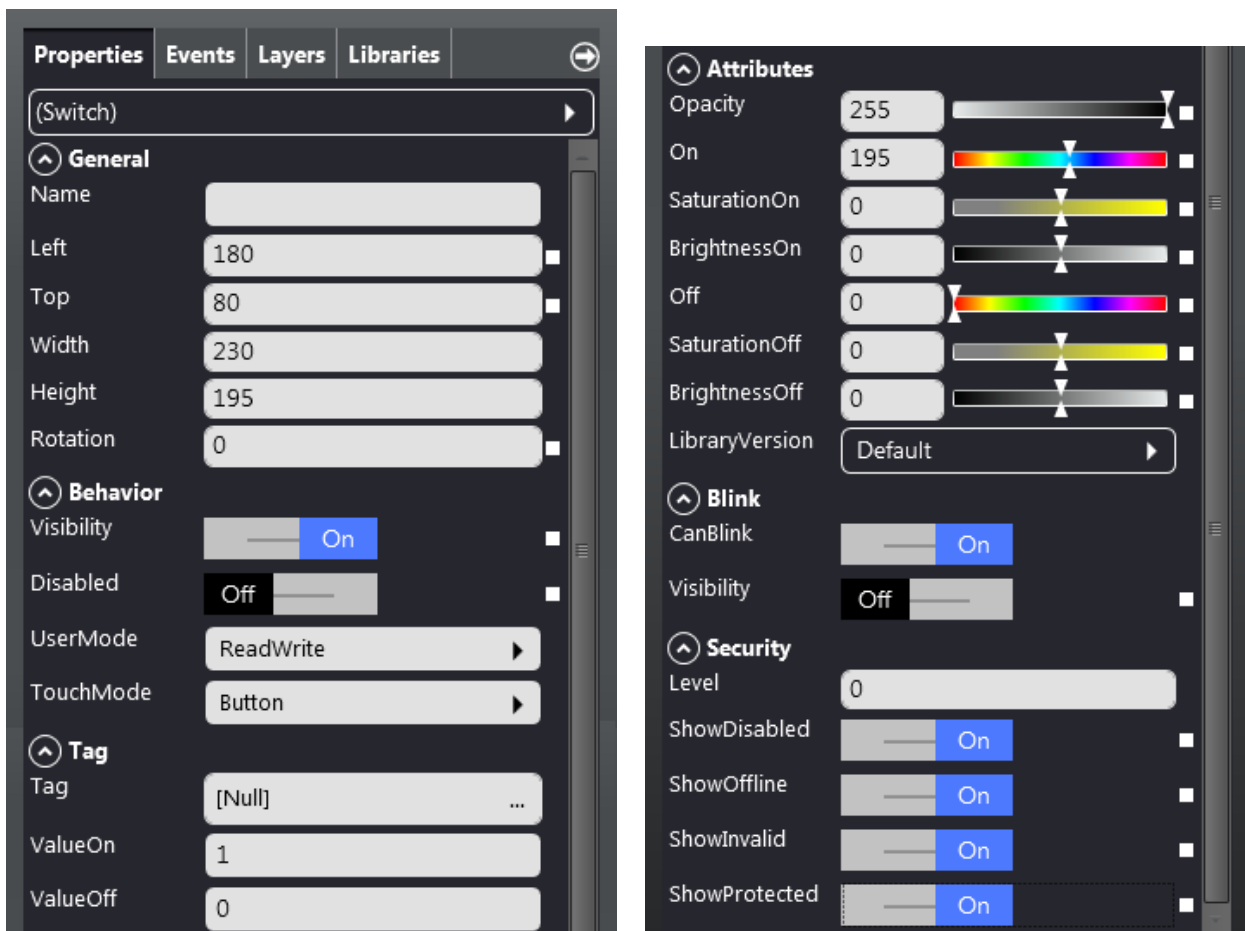 Properties Events Layers Libraries
(Switch)
General
Name
Left 180
Top 80
Width 230
Height 195
Rotation 0
Behavior
Visibility On
Disabled Off
UserMode ReadWrite
TouchMode Button
Tag
Tag [Null] ...
ValueOn 1
ValueOff 0
Attributes
Opacity 255
On 195
SaturationOn 0
BrightnessOn 0
Off 0
SaturationOff 0
BrightnessOff 0
LibraryVersion Default
Blink
CanBlink On
Visibility Off
Security
Level 0
ShowDisabled On
ShowOffline On
ShowInvalid On
ShowProtected On